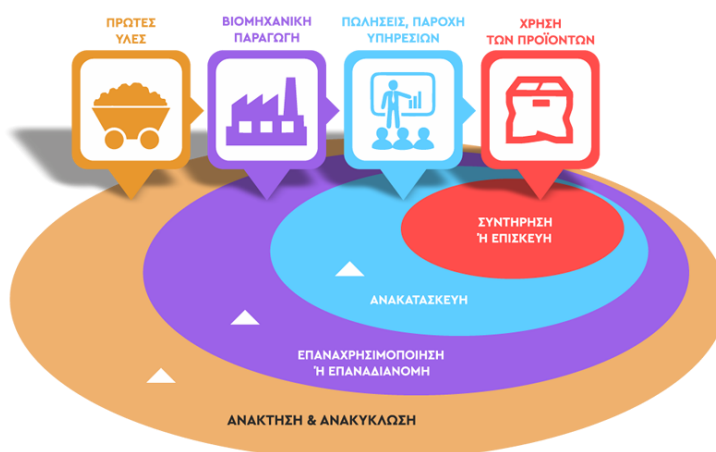 ΠΡΩΤΕΣ
ΥΛΕΣ
ΒΙΟΜΗΧΑΝΙΚΗ
ΠΑΡΑΓΩΓΗ
ΠΩΛΗΣΕΙΣ, ΠΑΡΟΧΗ
ΥΠΗΡΕΣΙΩΝ
ΧΡΗΣΗ
ΤΩΝ ΠΡΟΪΟΝΤΩΝ
ΣΥΝΤΗΡΗΣΗ
Ή ΕΠΙΣΚΕΥΗ
ΑΝΑΚΑΤΑΣΚΕΥΗ
ΕΠΑΝΑΧΡΗΣΙΜΟΠΟΙΗΣΗ
Ή ΕΠΑΝΑΔΙΑΝΟΜΗ
ΑΝΑΚΤΗΣΗ & ΑΝΑΚΥΚΛΩΣΗ